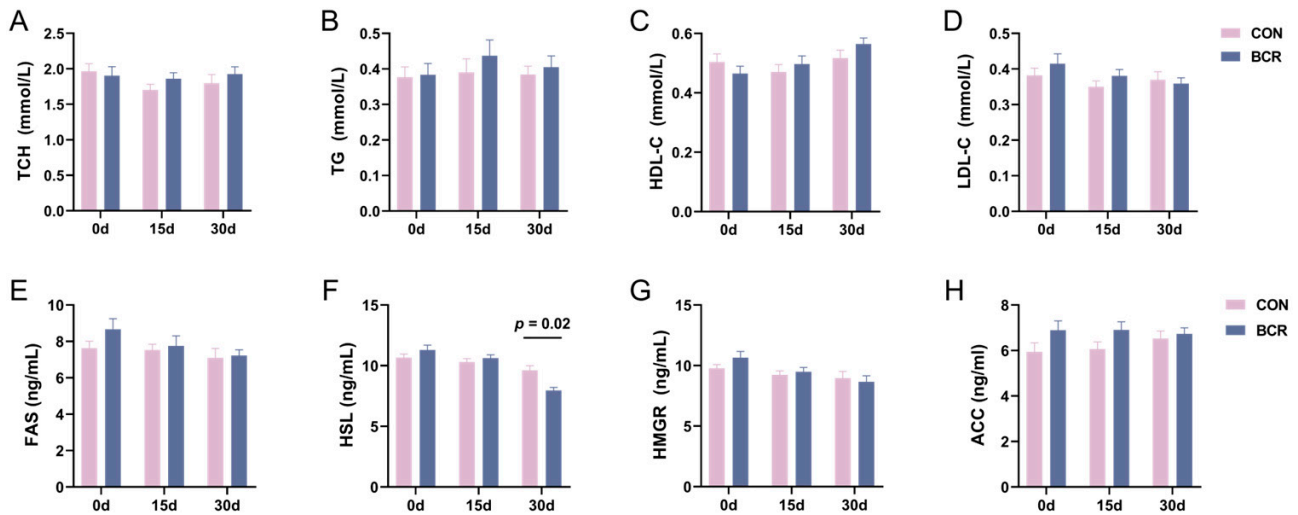 A
TCH (mmol/L)
2.5
2.0
1.5
1.0
0.5
0.0
0d 15d 30d
B
TG (mmol/L)
0.5
0.4
0.3
0.2
0.1
0.0
0d 15d 30d
C
HDL-C (mmol/L)
0.6
0.4
0.2
0.0
0d 15d 30d
D
LDL-C (mmol/L)
0.5
0.4
0.3
0.2
0.1
0.0
0d 15d 30d
CON
BCR
E
FAS (ng/mL)
10
8
6
4
2
0
0d 15d 30d
F
HSL (ng/mL)
15
10
5
0
p = 0.02
0d 15d 30d
G
HMGR (ng/mL)
15
10
5
0
0d 15d 30d
H
ACC (ng/ml)
8
6
4
2
0
0d 15d 30d
CON
BCR